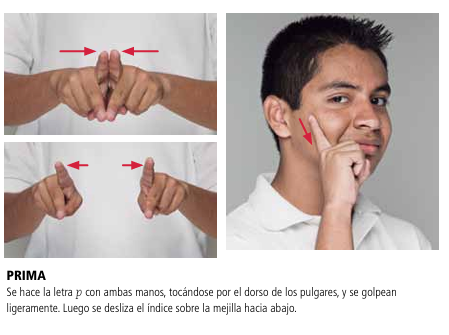 PRIMA
Se hace la letra p con ambas manos, tocándose por el dorso de los pulgares, y se golpean
ligeramente. Luego se desliza el índice sobre la mejilla hacia abajo.